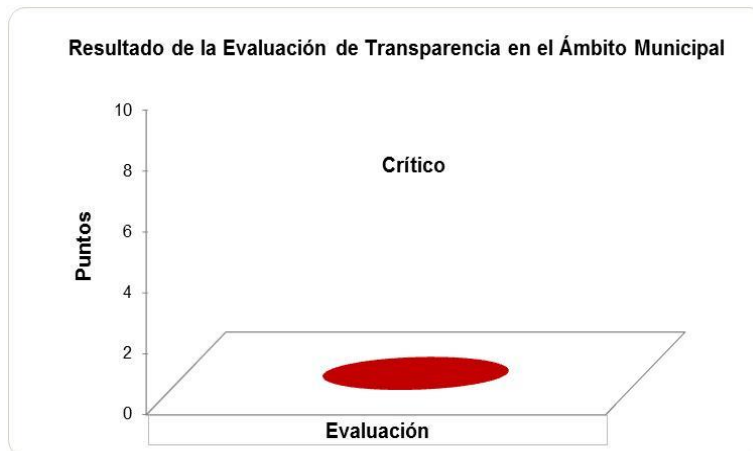 Resultado de la Evaluación de Transparencia en el Ámbito Municipal
10
8
6
4
2
0
Puntos
Crítico
Evaluación